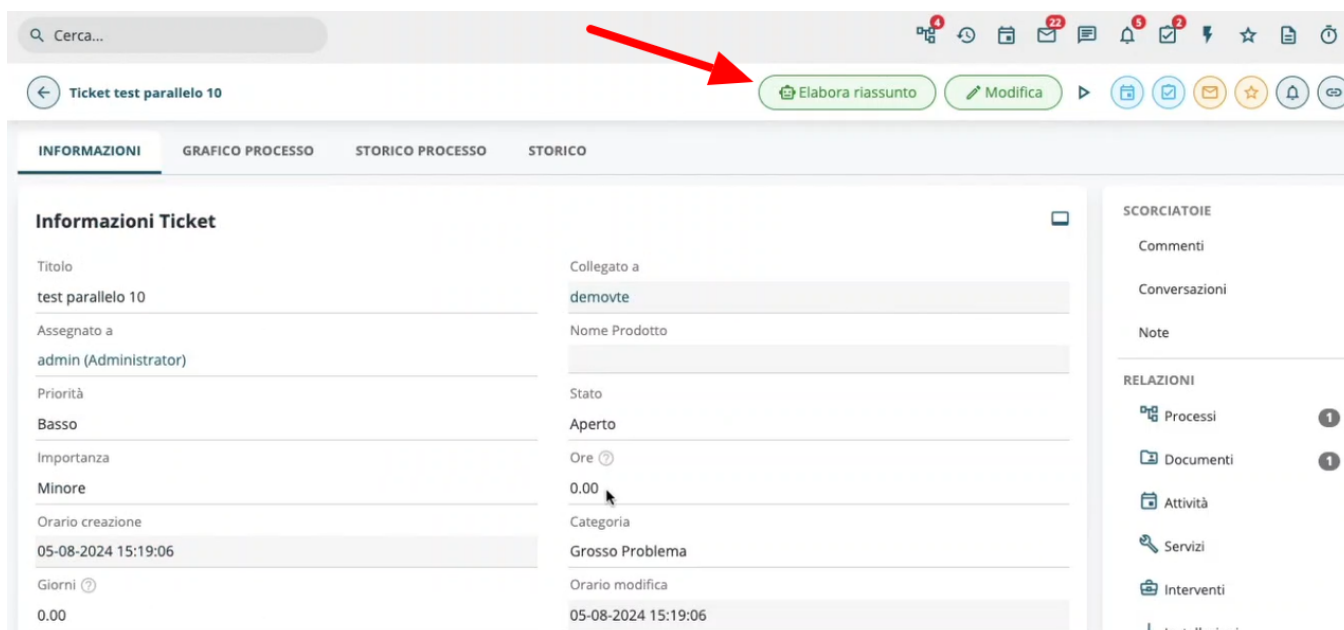 Cerca...
4
22
5
2
Ticket test parallelo 10
Elabora riassunto
Modifica
INFORMAZIONI GRAFICO PROCESSO STORICO PROCESSO STORICO
Informazioni Ticket
Titolo
test parallelo 10
Collegato a
demovte
Assegnato a
admin (Administrator)
Nome Prodotto
Priorità
Basso
Stato
Aperto
Importanza
Minore
Ore ?
0.00
Orario creazione
05-08-2024 15:19:06
Categoria
Grosso Problema
Giorni ?
0.00
Orario modifica
05-08-2024 15:19:06
SCORCIATOIE
Commenti
Conversazioni
Note
RELAZIONI
Processi 1
Documenti 1
Attività
Servizi
Interventi